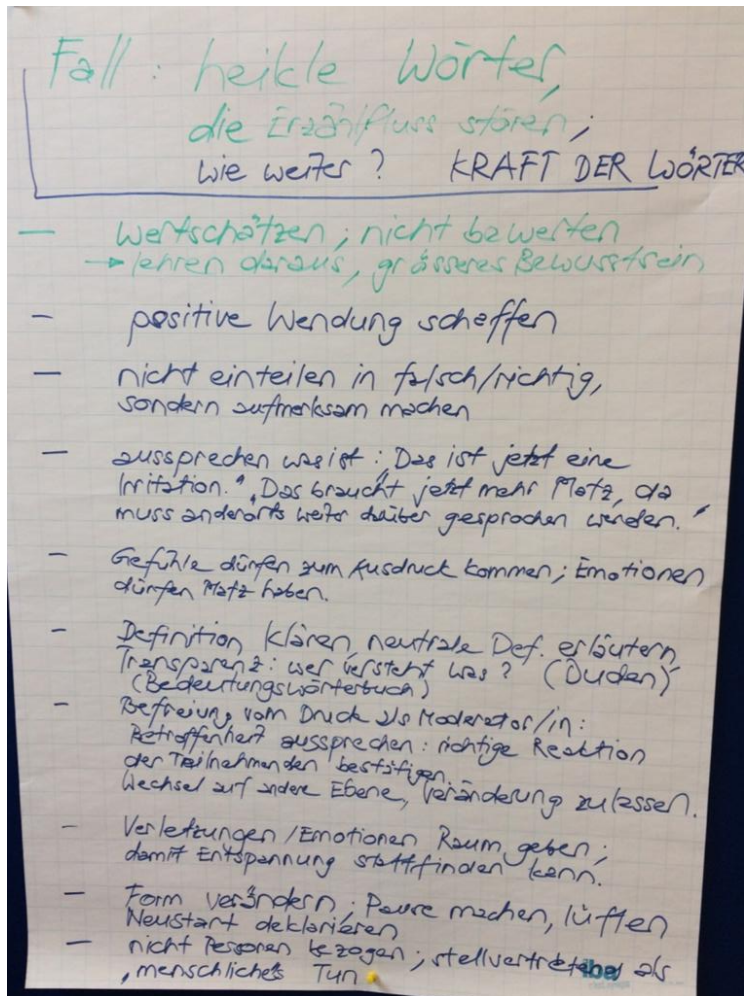 Fall : heikle Wörter,
die Erzählfluss stören ;
wie weiter ? KRAFT DER WÖRTER
— wertschätzen ; nicht bewerten
→ lehren daraus, grösseres Bewusstsein
— positive Wendung schaffen
— nicht einteilen in falsch/richtig,
sondern aufmerksam machen
— aussprechen was ist : „Das ist jetzt eine
Irritation." „Das braucht jetzt mehr Platz, da
muss anderorts weiter darüber gesprochen werden."
— Gefühle dürfen zum Ausdruck kommen ; Emotionen
dürfen Platz haben.
— Definition klären, neutrale Def. erläutern,
Transparenz : wer versteht was ? (Duden)
(Bedeutungswörterbuch)
— Befreiung vom Druck als Moderator/in :
Betroffenheit aussprechen : richtige Reaktion
der Teilnehmenden bestätigen.
Wechsel auf andere Ebene, Veränderung zulassen.
— Verletzungen / Emotionen Raum geben ;
damit Entspannung stattfinden kann.
— Form verändern ; Pause machen, lüften
Neustart deklarieren
— nicht Personen bezogen ; stellvertretend als
„menschliches Tun